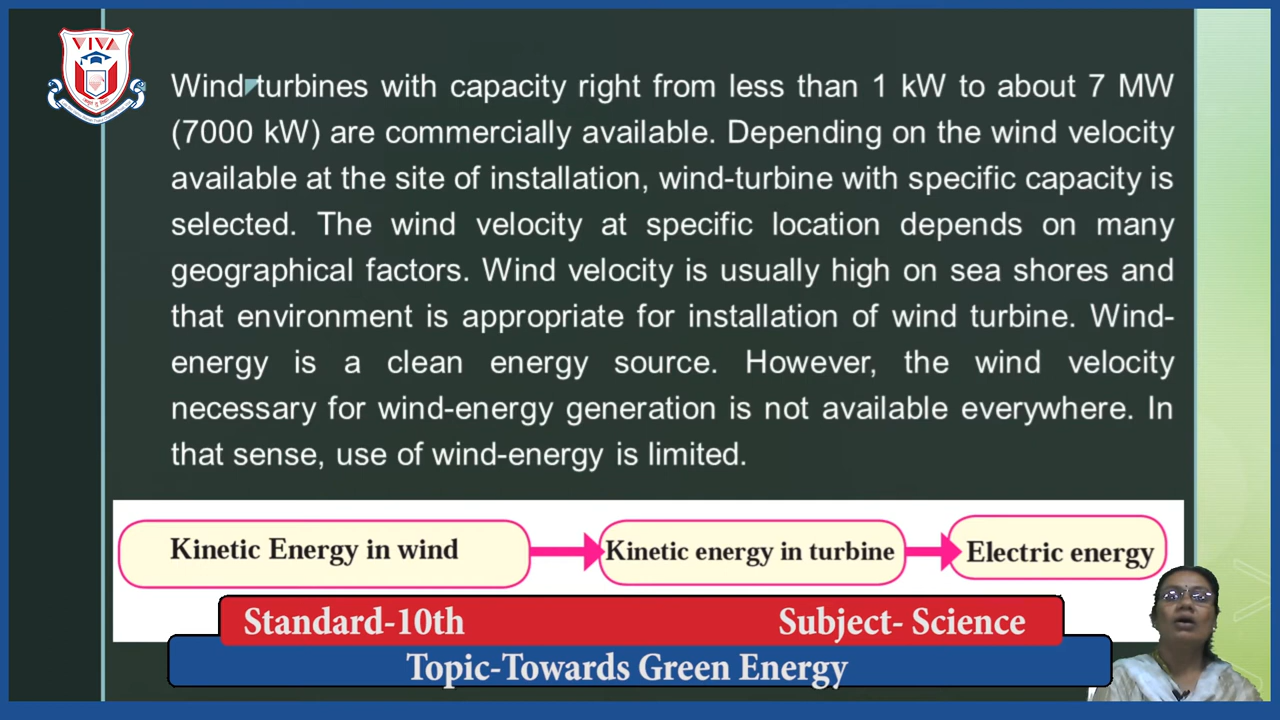 VIVA
Wind turbines with capacity right from less than 1 kW to about 7 MW
(7000 kW) are commercially available. Depending on the wind velocity
available at the site of installation, wind-turbine with specific capacity is
selected. The wind velocity at specific location depends on many
geographical factors. Wind velocity is usually high on sea shores and
that environment is appropriate for installation of wind turbine. Wind-
energy is a clean energy source. However, the wind velocity
necessary for wind-energy generation is not available everywhere. In
that sense, use of wind-energy is limited.
Kinetic Energy in wind
Kinetic energy in turbine
Electric energy
Standard-10th
Subject- Science
Topic-Towards Green Energy